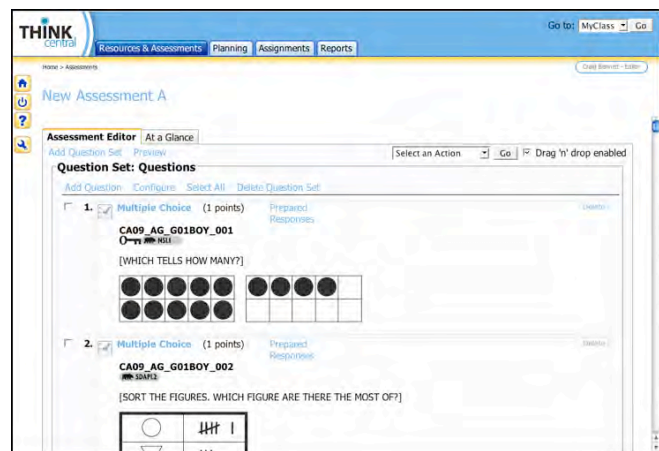 THINK
central
Go to: MyClass Go
Resources & Assessments Planning Assignments Reports
Home > Assessments
New Assessment A
Assessment Editor At a Glance
Add Question Set Preview
Select an Action Go Drag 'n' drop enabled
Question Set: Questions
Add Question Configure Select All Delete Question Set
1. Multiple Choice (1 points) Prepared Responses Delete
CA09_AG_G01BOY_001
[WHICH TELLS HOW MANY?]
2. Multiple Choice (1 points) Prepared Responses Delete
CA09_AG_G01BOY_002
[SORT THE FIGURES. WHICH FIGURE ARE THERE THE MOST OF?]